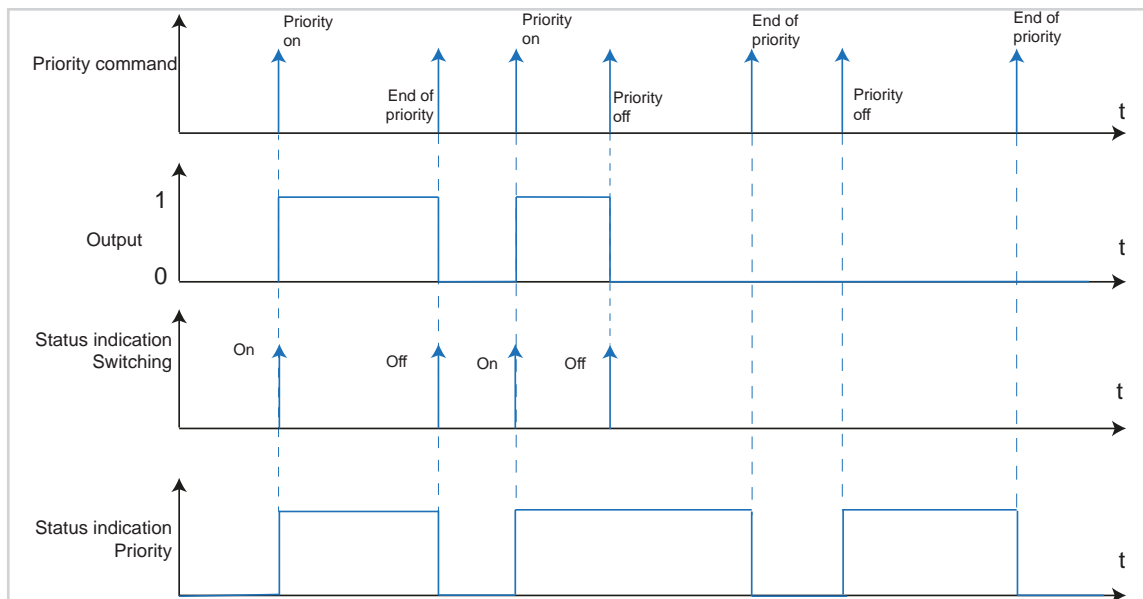 Priority
on
Priority
on
End of
priority
End of
priority
Priority command
End of
priority
Priority
off
Priority
off
t
1
Output
t
0
Status indication
Switching
On
Off
On
Off
t
Status indication
Priority
t